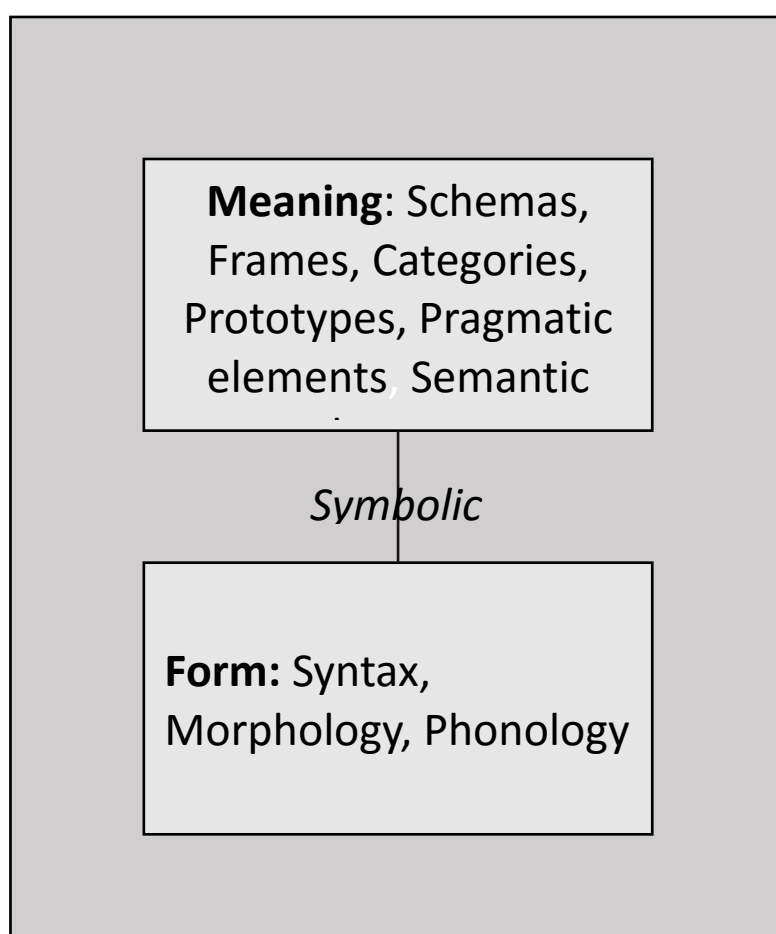 Meaning: Schemas,
Frames, Categories,
Prototypes, Pragmatic
elements, Semantic
Symbolic
Form: Syntax,
Morphology, Phonology